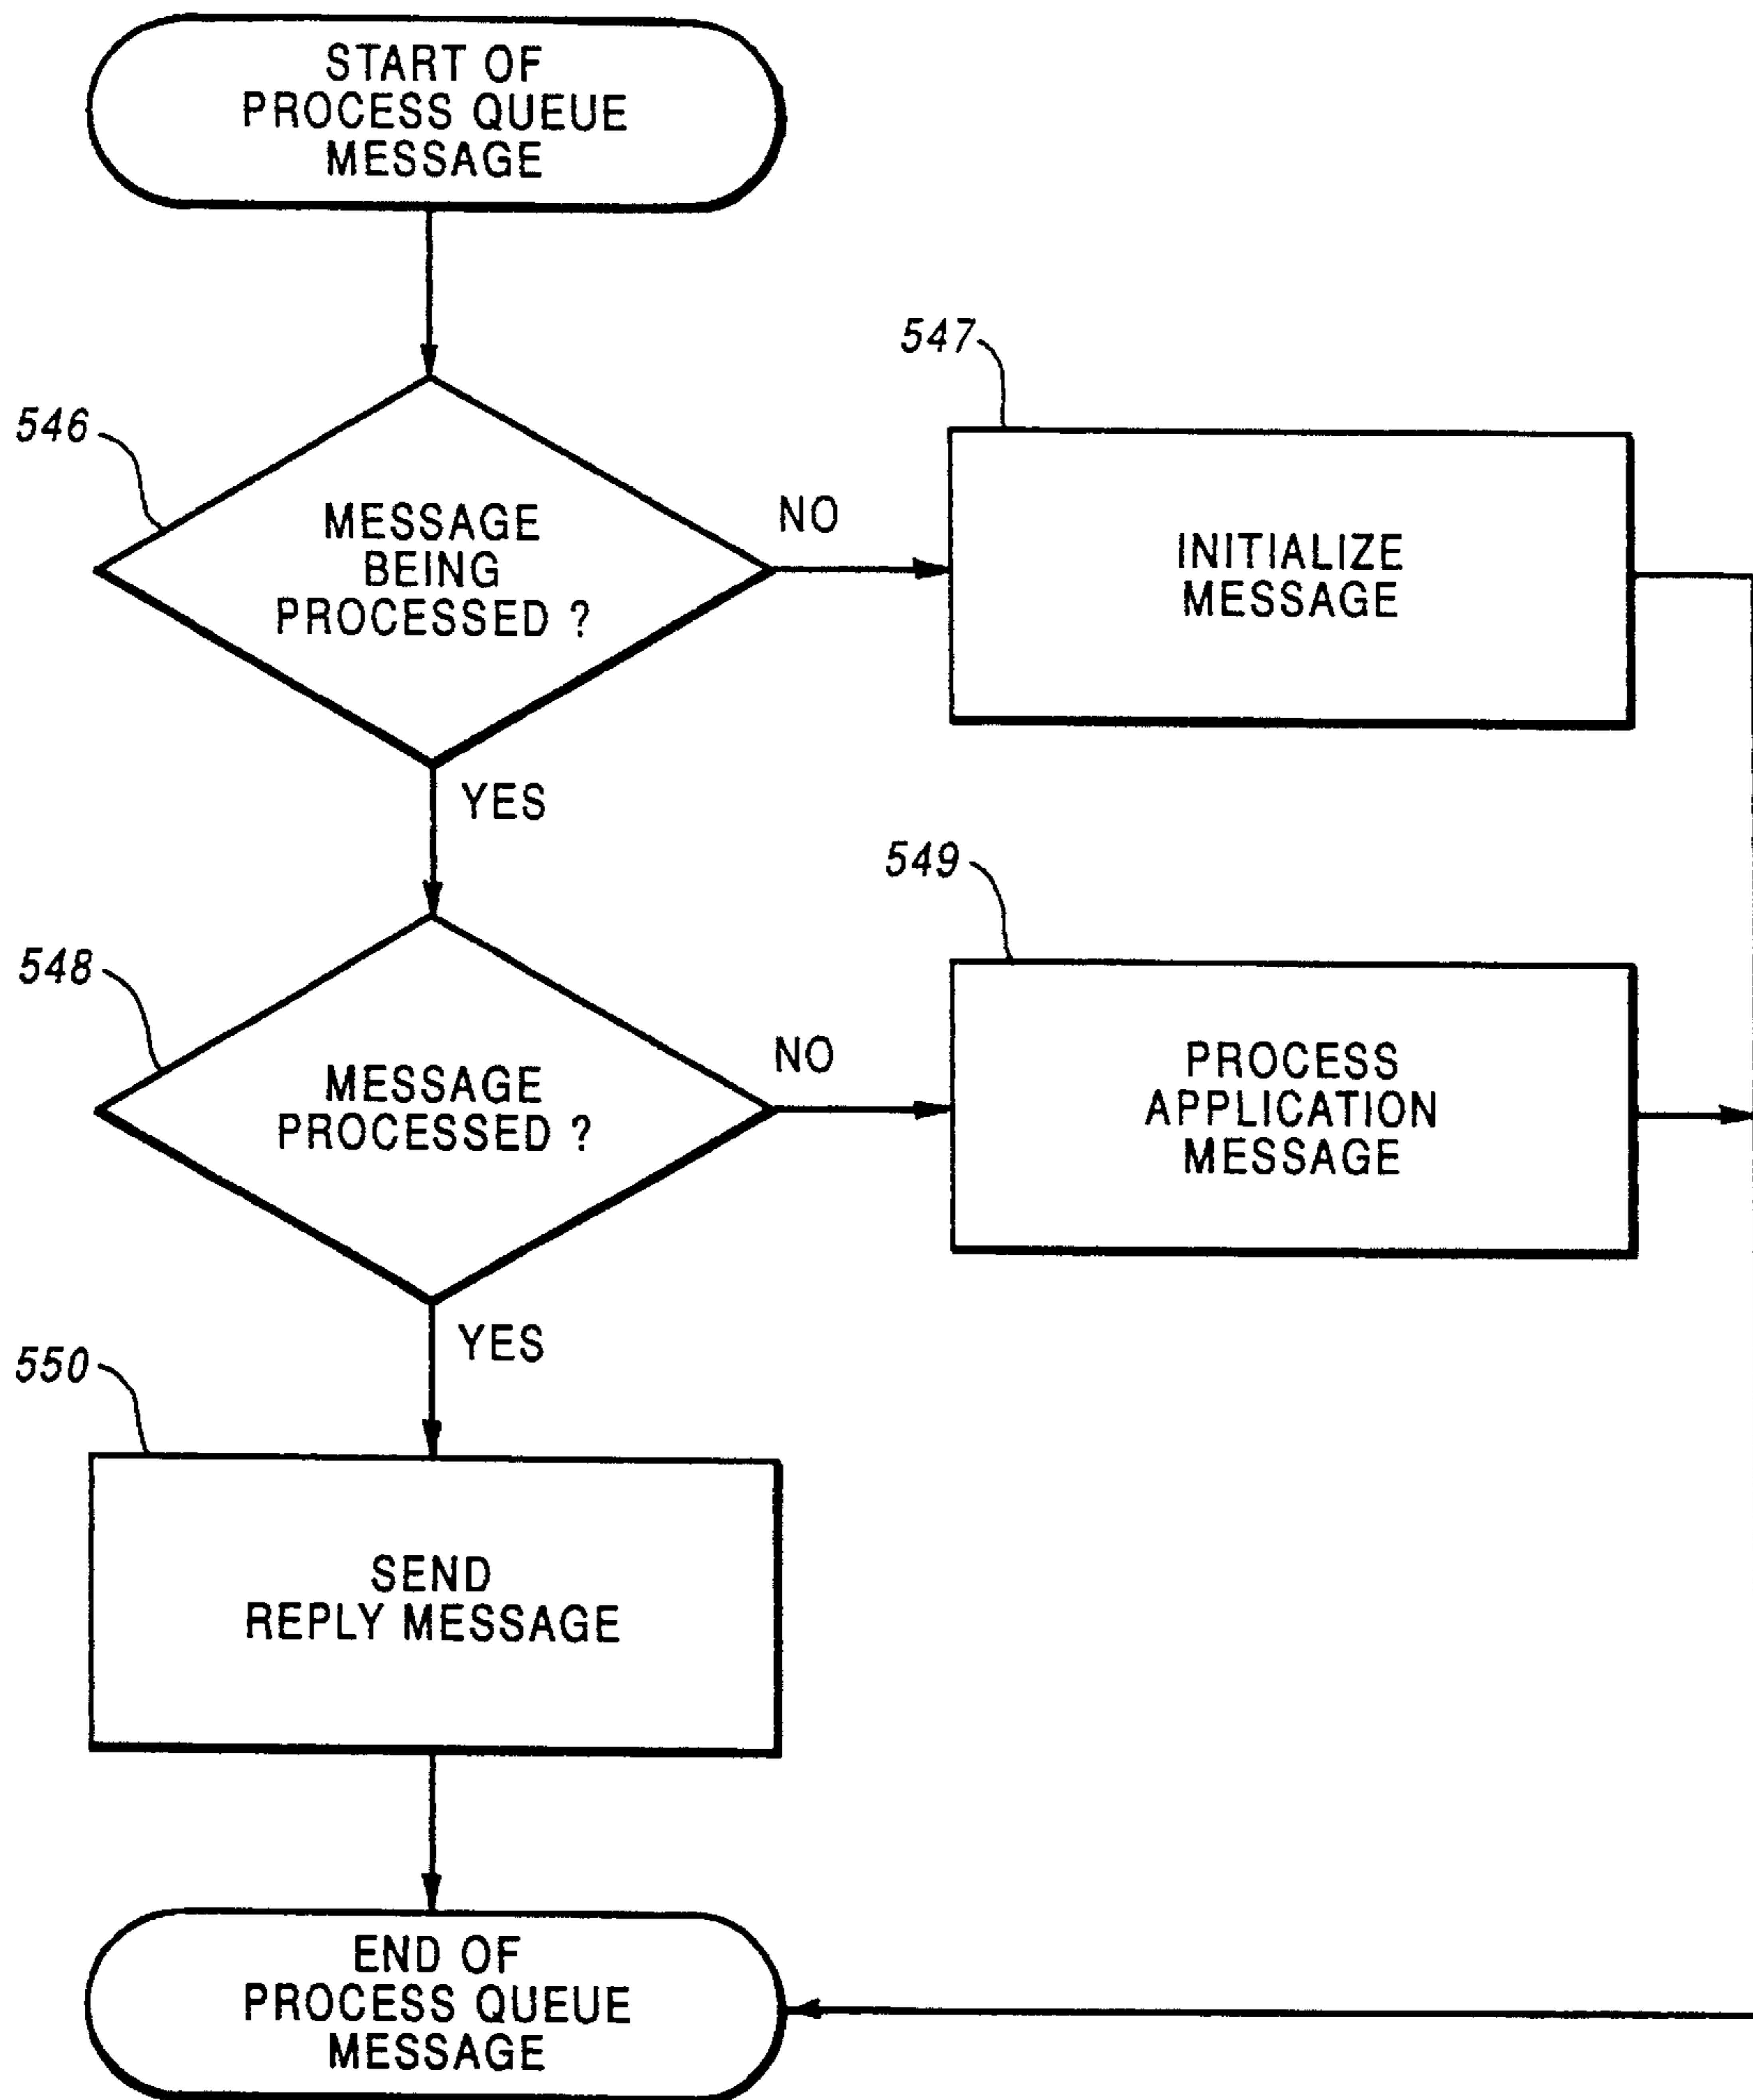 START OF
PROCESS QUEUE
MESSAGE
547
546
MESSAGE
BEING
PROCESSED ?
NO
INITIALIZE
MESSAGE
YES
549
548
MESSAGE
PROCESSED ?
NO
PROCESS
APPLICATION
MESSAGE
YES
550
SEND
REPLY MESSAGE
END OF
PROCESS QUEUE
MESSAGE